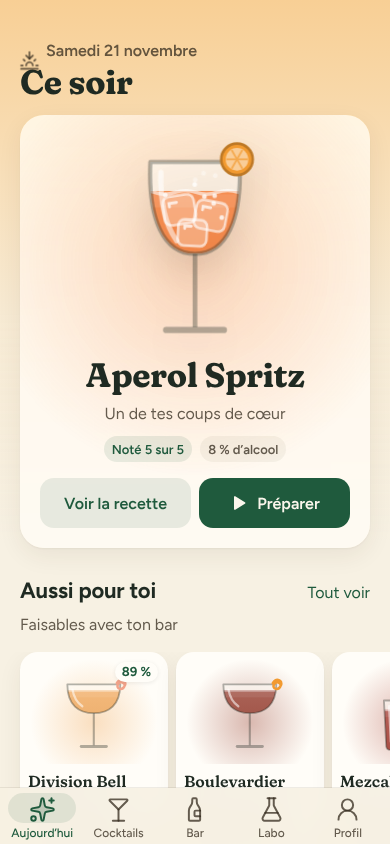 Samedi 21 novembre
Ce soir
Aperol Spritz
Un de tes coups de cœur
Noté 5 sur 5
8 % d’alcool
Voir la recette
Préparer
Aussi pour toi
Tout voir
Faisables avec ton bar
89 %
Division Bell
Boulevardier
Mezcal
Aujourd’hui
Cocktails
Bar
Labo
Profil